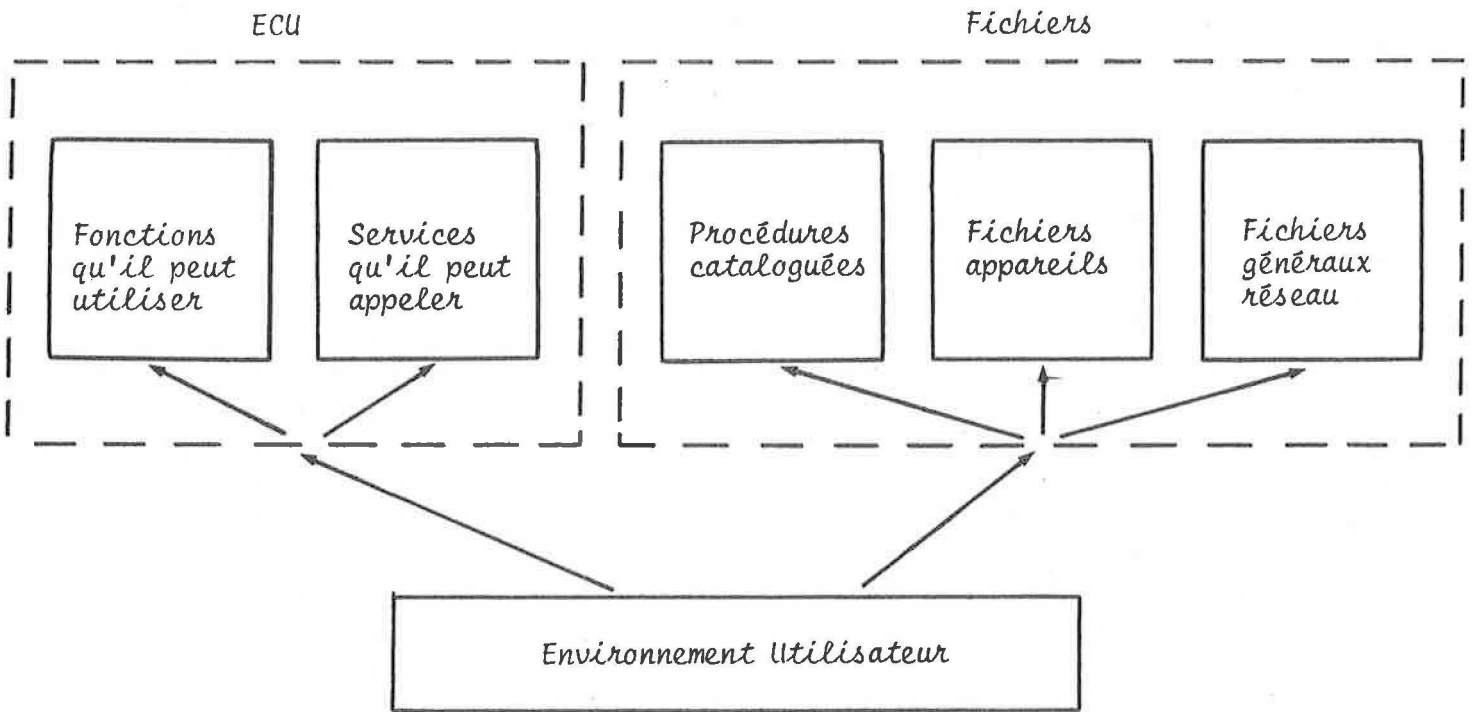 ECU
Fichiers
Fonctions
qu'il peut
utiliser
Services
qu'il peut
appeler
Procédures
cataloguées
Fichiers
appareils
Fichiers
généraux
réseau
Environnement Utilisateur